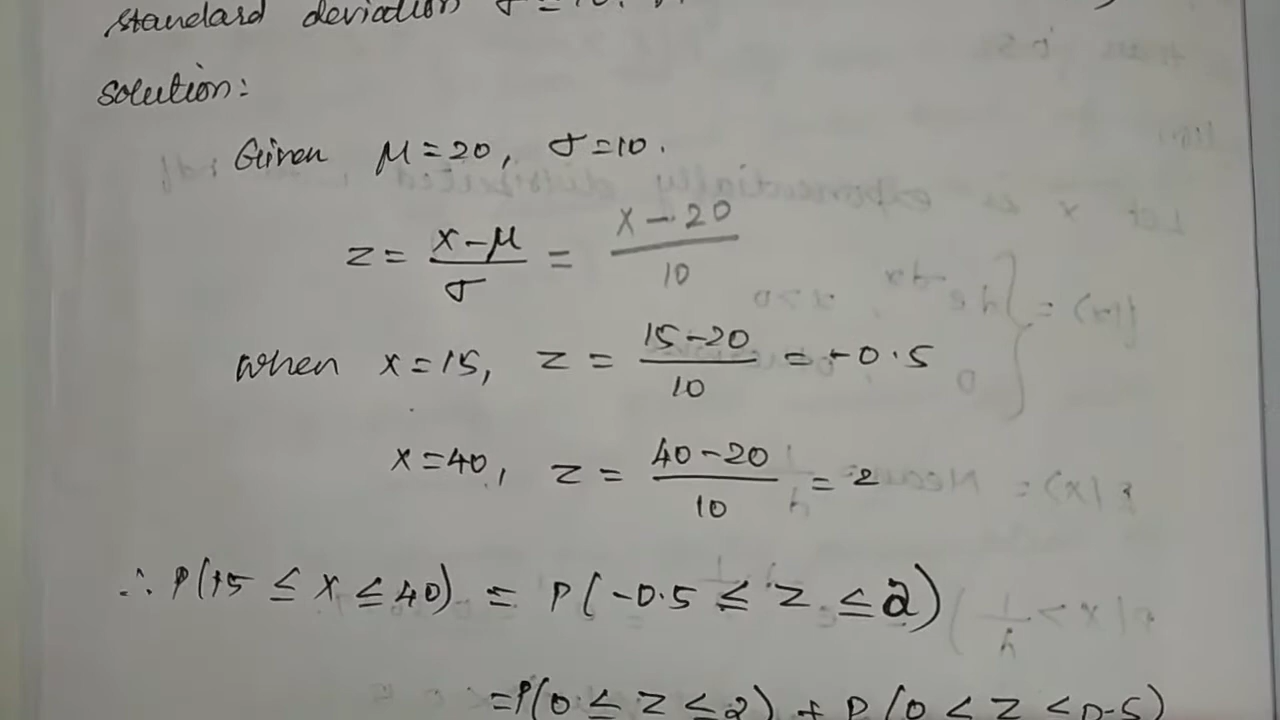 standard deviation σ = 10.
solution:
Given μ = 20, σ = 10.
z = (x - μ)/σ = (x - 20)/10
when x = 15, z = (15 - 20)/10 = -0.5
x = 40, z = (40 - 20)/10 = 2
∴ P(15 ≤ x ≤ 40) = P(-0.5 ≤ z ≤ 2)
= P(0 ≤ z ≤ 2) + P(0 ≤ z ≤ 0.5)